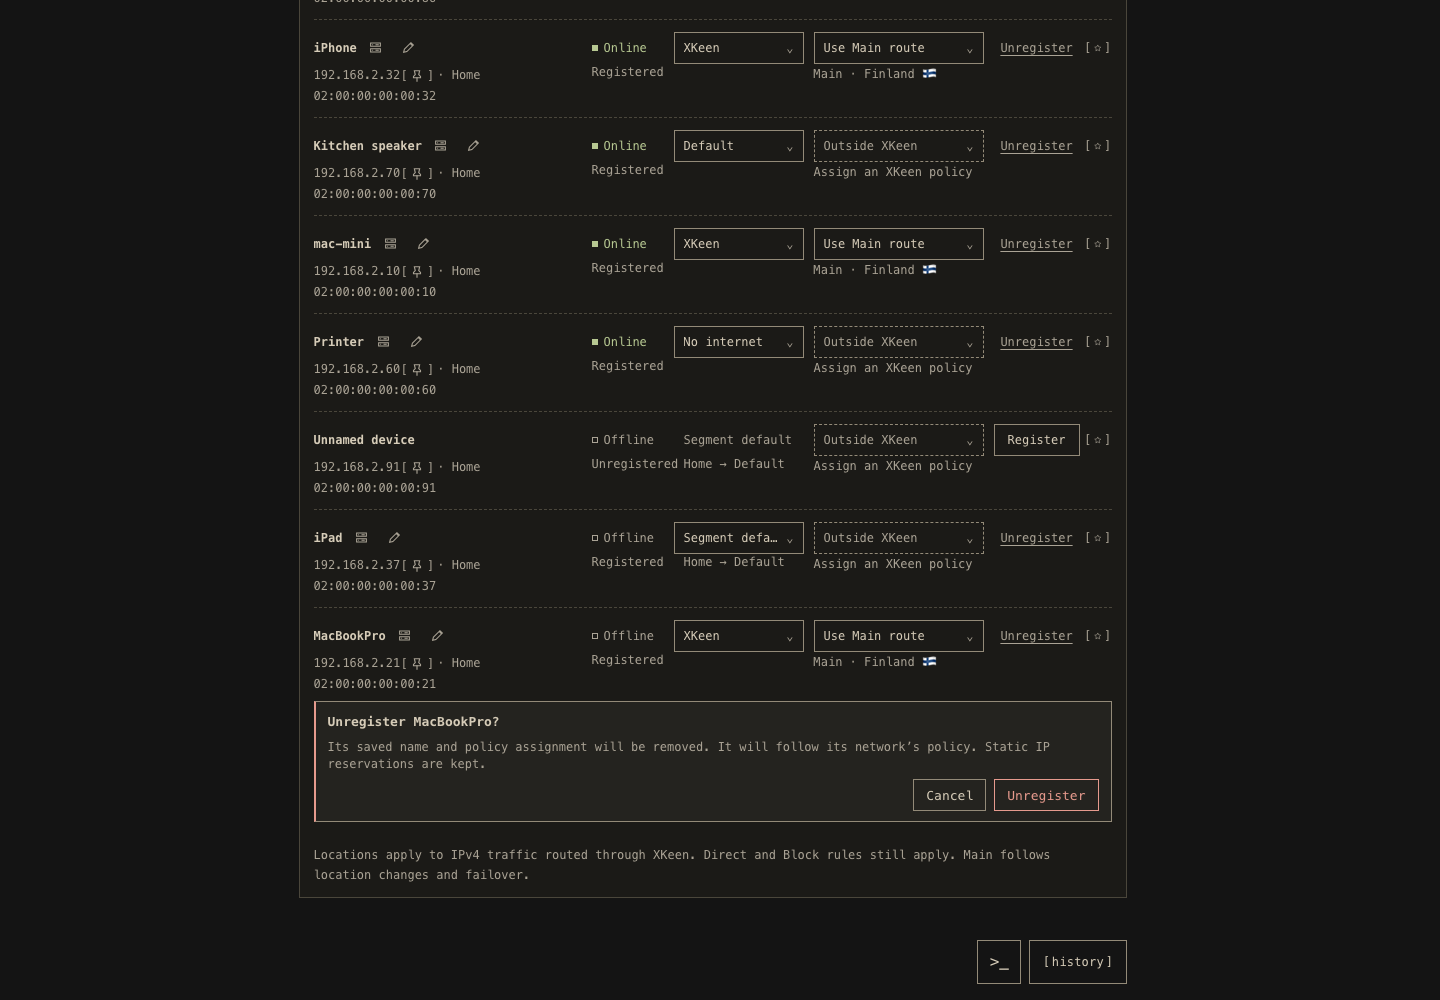 iPhone Online XKeen Use Main route Unregister [☆]
192.168.2.32[ ]· Home Registered Main · Finland 🇫🇮
02:00:00:00:00:32
Kitchen speaker Online Default Outside XKeen Unregister [☆]
192.168.2.70[ ]· Home Registered Assign an XKeen policy
02:00:00:00:00:70
mac-mini Online XKeen Use Main route Unregister [☆]
192.168.2.10[ ]· Home Registered Main · Finland 🇫🇮
02:00:00:00:00:10
Printer Online No internet Outside XKeen Unregister [☆]
192.168.2.60[ ]· Home Registered Assign an XKeen policy
02:00:00:00:00:60
Unnamed device Offline Segment default Outside XKeen Register [☆]
192.168.2.91[ ]· Home Unregistered Home → Default Assign an XKeen policy
02:00:00:00:00:91
iPad Offline Segment defa… Outside XKeen Unregister [☆]
192.168.2.37[ ]· Home Registered Home → Default Assign an XKeen policy
02:00:00:00:00:37
MacBookPro Offline XKeen Use Main route Unregister [☆]
192.168.2.21[ ]· Home Registered Main · Finland 🇫🇮
02:00:00:00:00:21
Unregister MacBookPro?
Its saved name and policy assignment will be removed. It will follow its network’s policy. Static IP
reservations are kept.
Cancel Unregister
Locations apply to IPv4 traffic routed through XKeen. Direct and Block rules still apply. Main follows
location changes and failover.
>_ [history]